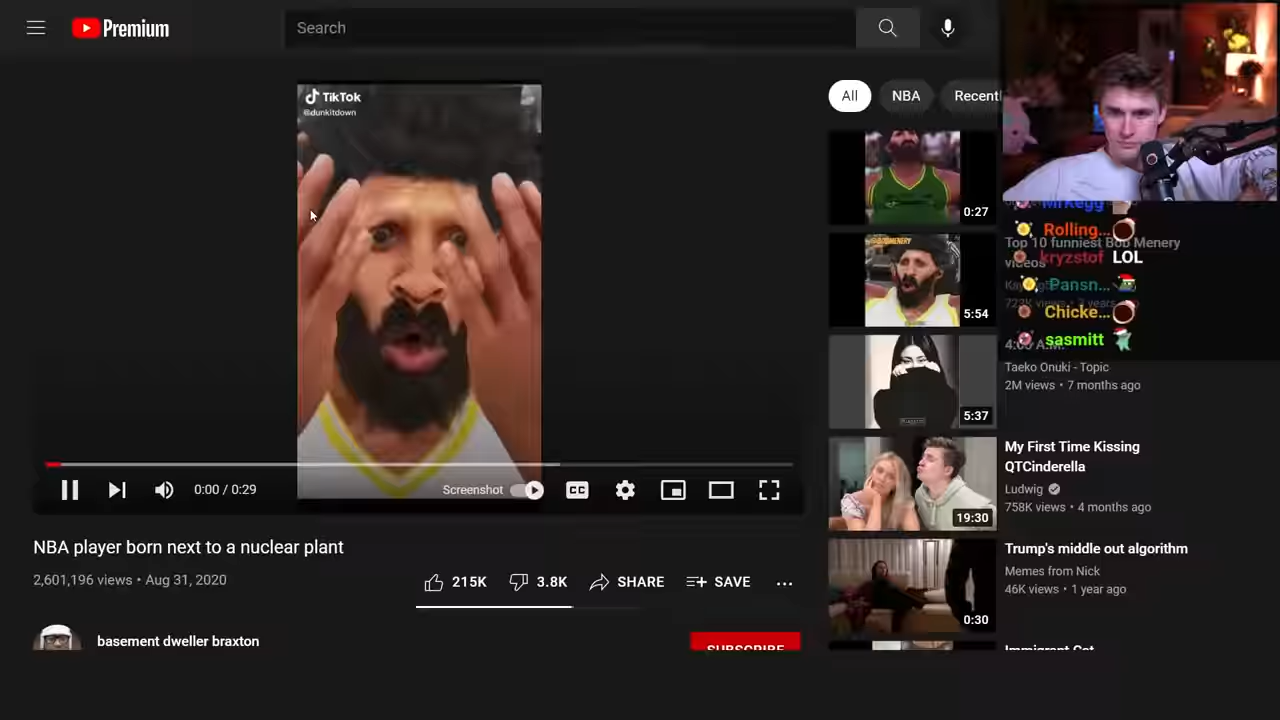 Premium
Search
TikTok
@dunkitdown
All
NBA
0:27
5:54
5:37
19:30
0:30
Rolling...
Top 10 funniest Bob Menery
videos
kryzstof LOL
Pansn...
Chicke...
sasmitt
Taeko Onuki - Topic
2M views • 7 months ago
My First Time Kissing
QTCinderella
Ludwig
758K views • 4 months ago
Trump's middle out algorithm
Memes from Nick
46K views • 1 year ago
0:00 / 0:29
Screenshot
CC
NBA player born next to a nuclear plant
2,601,196 views • Aug 31, 2020
215K
3.8K
SHARE
SAVE
basement dweller braxton
SUBSCRIBE